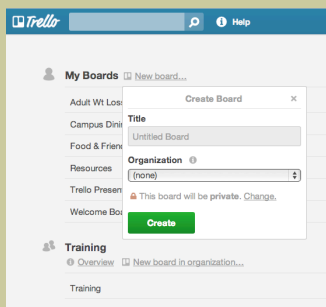 Trello
Help
My Boards New board...
Create Board ×
Adult Wt Los
Title
Campus Dini
Untitled Board
Food & Frien
Organization
Resources
(none)
Trello Presen
This board will be private. Change.
Welcome Boa
Create
Training
Overview New board in organization...
Training